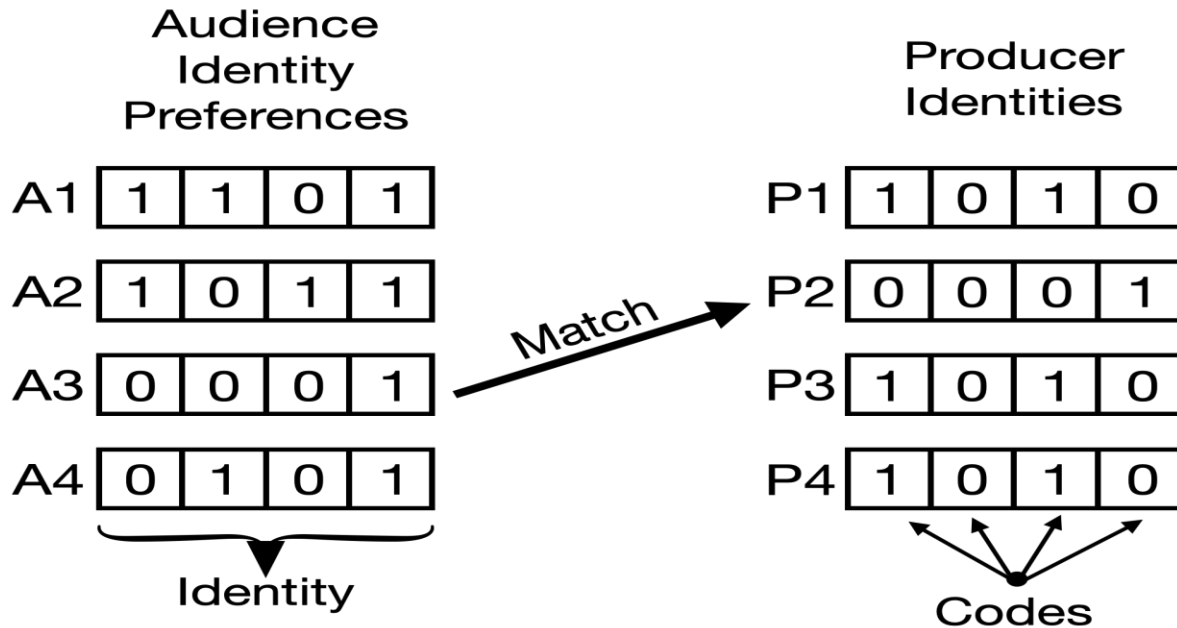 Audience
Identity
Preferences
Producer
Identities
A1 1 1 0 1
P1 1 0 1 0
A2 1 0 1 1
Match
P2 0 0 0 1
A3 0 0 0 1
P3 1 0 1 0
A4 0 1 0 1
P4 1 0 1 0
Identity
Codes